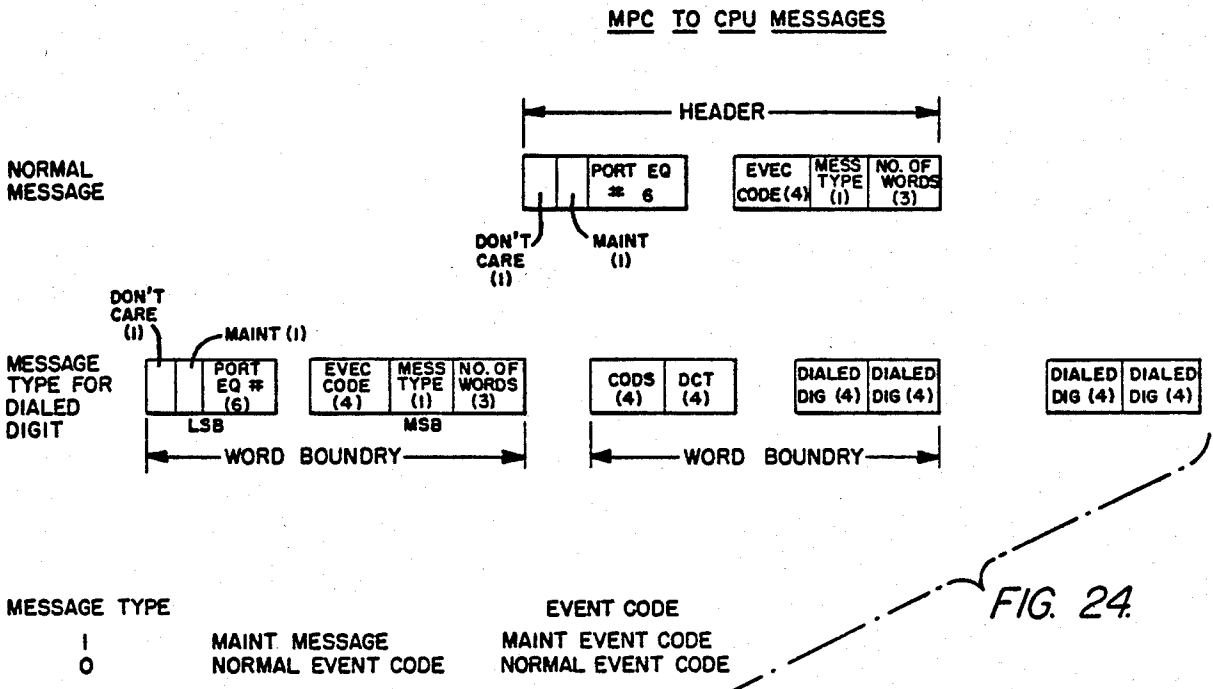 MPC TO CPU MESSAGES
HEADER
NORMAL
MESSAGE
PORT EQ
# 6
EVEC
CODE (4)
MESS
TYPE
(1)
NO. OF
WORDS
(3)
DON'T
CARE
(1)
MAINT
(1)
DON'T
CARE
(1)
MAINT (1)
MESSAGE
TYPE FOR
DIALED
DIGIT
PORT
EQ #
(6)
EVEC
CODE
(4)
MESS
TYPE
(1)
NO. OF
WORDS
(3)
CODS
(4)
DCT
(4)
DIALED
DIG (4)
DIALED
DIG (4)
DIALED
DIG (4)
DIALED
DIG (4)
LSB
MSB
WORD BOUNDRY
WORD BOUNDRY
FIG. 24.
MESSAGE TYPE EVENT CODE
1 MAINT MESSAGE MAINT EVENT CODE
0 NORMAL EVENT CODE NORMAL EVENT CODE